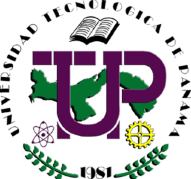 UNIVERSIDAD TECNOLOGICA DE PANAMA
UTP
1981